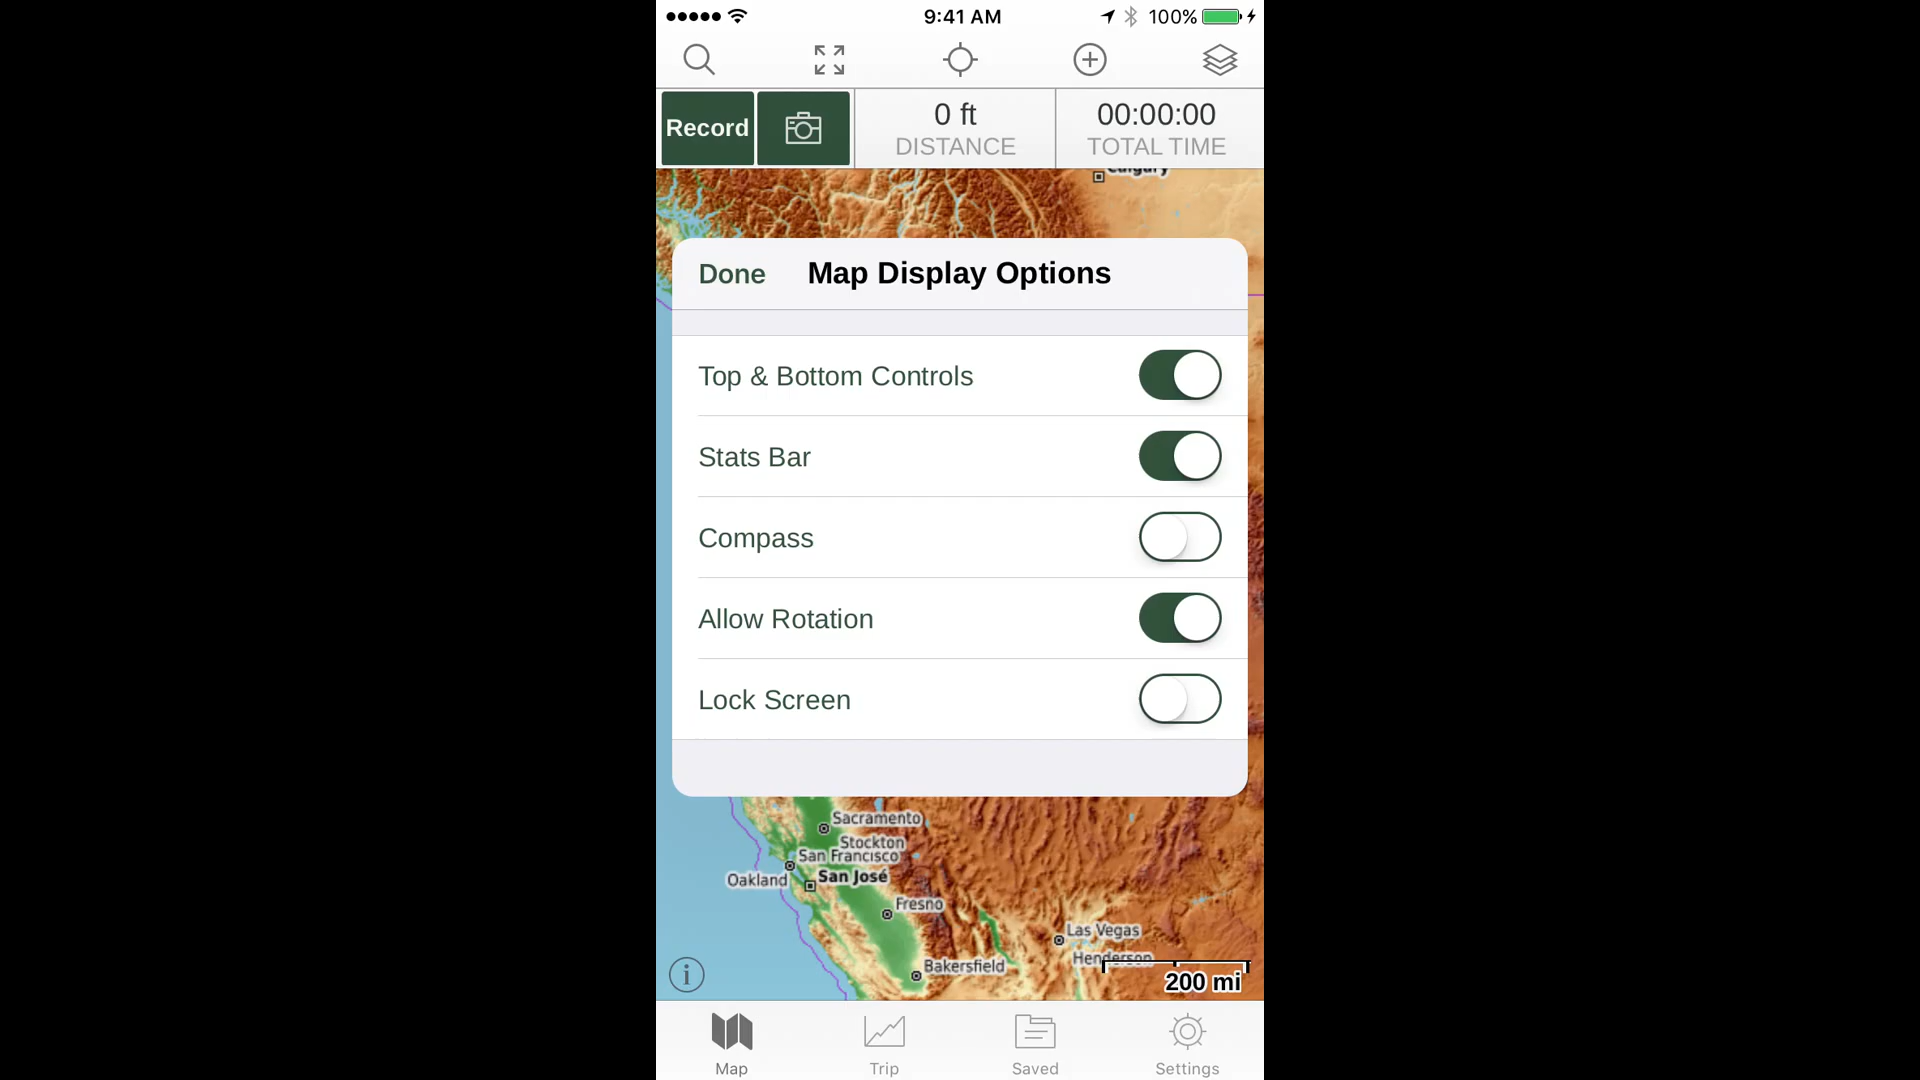 9:41 AM
100%
Record
0 ft
DISTANCE
00:00:00
TOTAL TIME
Calgary
Done
Map Display Options
Top & Bottom Controls
Stats Bar
Compass
Allow Rotation
Lock Screen
Sacramento
Stockton
San Francisco
Oakland
San José
Fresno
Las Vegas
Henderson
Bakersfield
200 mi
i
Map
Trip
Saved
Settings